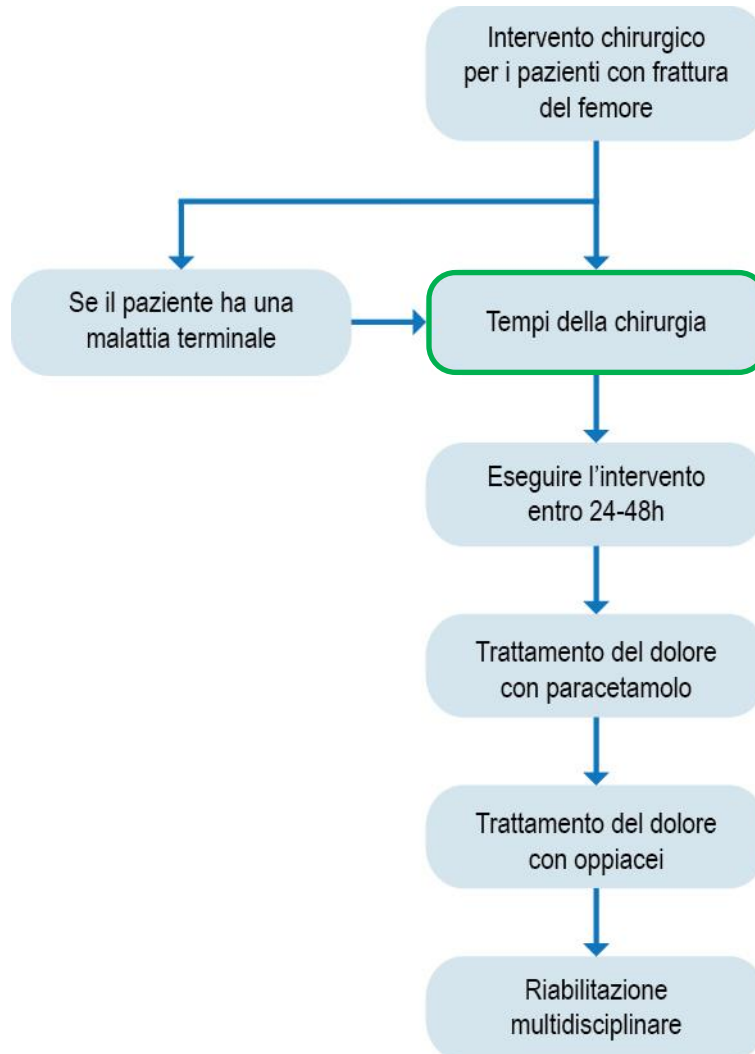 Intervento chirurgico
per i pazienti con frattura
del femore
Se il paziente ha una
malattia terminale
Tempi della chirurgia
Eseguire l'intervento
entro 24-48h
Trattamento del dolore
con paracetamolo
Trattamento del dolore
con oppiacei
Riabilitazione
multidisciplinare